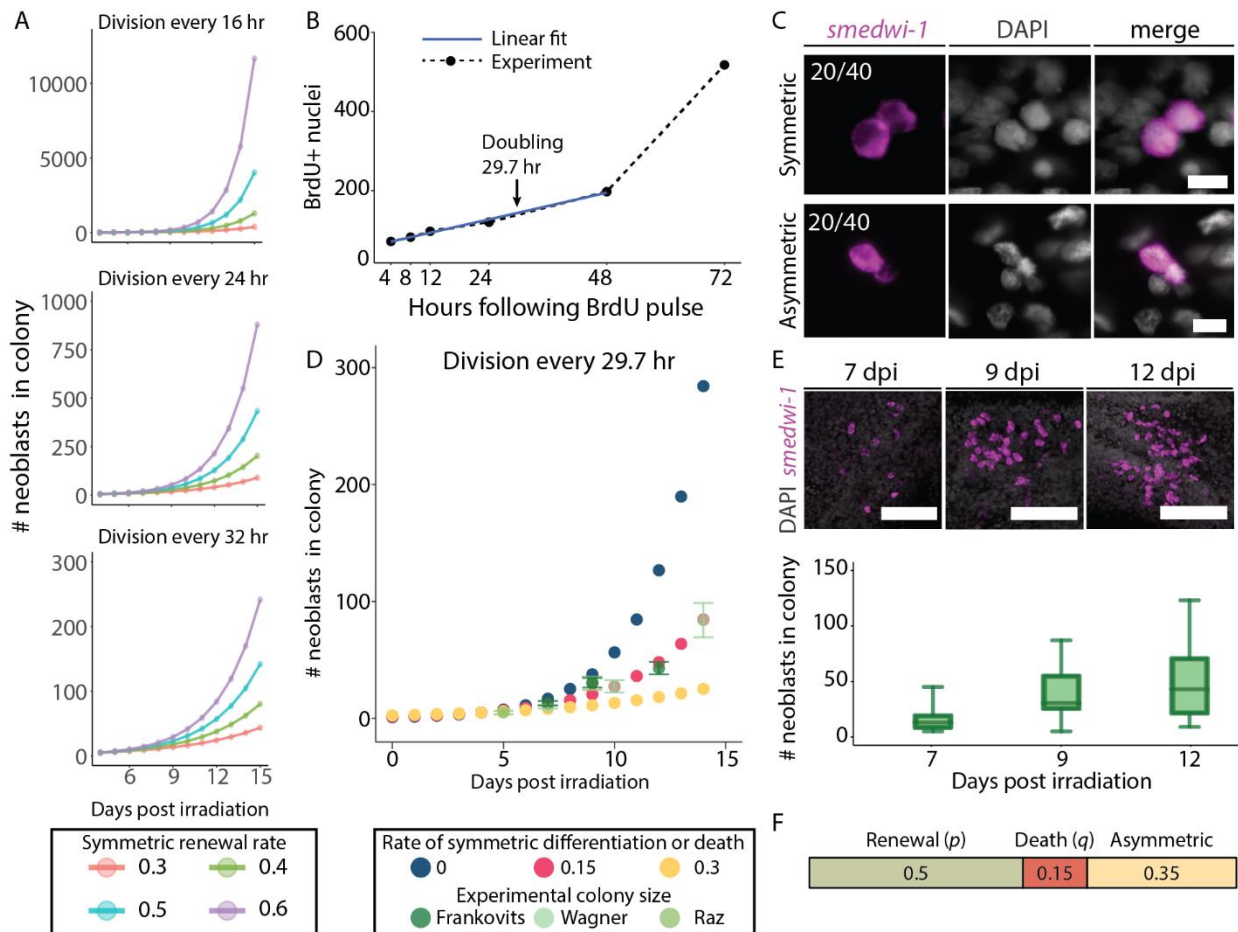 A
Division every 16 hr
10000
5000
0
Division every 24 hr
1000
750
500
250
0
Division every 32 hr
300
200
100
0
6 9 12 15
# neoblasts in colony
Days post irradiation
Symmetric renewal rate
0.3 0.4
0.5 0.6
B
600
400
200
0
BrdU+ nuclei
Linear fit
Experiment
Doubling
29.7 hr
4 8 12 24 48 72
Hours following BrdU pulse
C
smedwi-1 DAPI merge
Symmetric
20/40
Asymmetric
20/40
D
Division every 29.7 hr
300
200
100
0
# neoblasts in colony
0 5 10 15
Days post irradiation
Rate of symmetric differentiation or death
0 0.15 0.3
Experimental colony size
Frankovits Wagner Raz
E
7 dpi 9 dpi 12 dpi
DAPI smedwi-1
150
100
50
0
# neoblasts in colony
7 9 12
Days post irradiation
F
Renewal (p) Death (q) Asymmetric
0.5 0.15 0.35